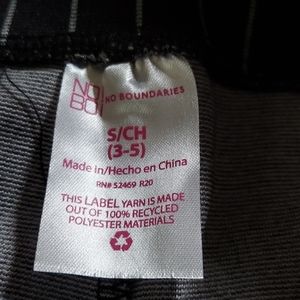 NO
BO
NO BOUNDARIES
S/CH
(3-5)
Made in/Hecho en China
RN# 52469 R20
THIS LABEL YARN IS MADE
OUT OF 100% RECYCLED
POLYESTER MATERIALS